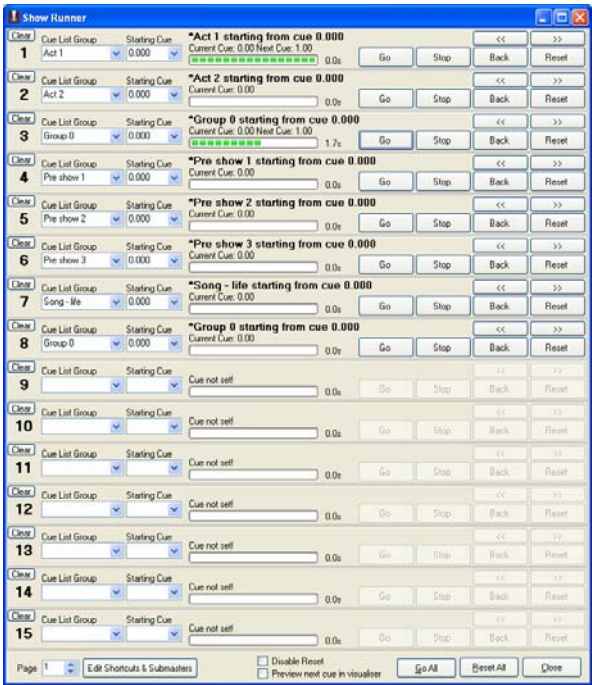 Show Runner
Clear Cue List Group Starting Cue *Act 1 starting from cue 0.000 << >>
1 Act 1 0.000 Current Cue: 0.00 Next Cue: 1.00 0.0s Go Stop Back Reset
Clear Cue List Group Starting Cue *Act 2 starting from cue 0.000 << >>
2 Act 2 0.000 Current Cue: 0.00 0.0s Go Stop Back Reset
Clear Cue List Group Starting Cue *Group 0 starting from cue 0.000 << >>
3 Group 0 0.000 Current Cue: 0.00 Next Cue: 1.00 1.7s Go Stop Back Reset
Clear Cue List Group Starting Cue *Pre show 1 starting from cue 0.000 << >>
4 Pre show 1 0.000 Current Cue: 0.00 0.0s Go Stop Back Reset
Clear Cue List Group Starting Cue *Pre show 2 starting from cue 0.000 << >>
5 Pre show 2 0.000 Current Cue: 0.00 0.0s Go Stop Back Reset
Clear Cue List Group Starting Cue *Pre show 3 starting from cue 0.000 << >>
6 Pre show 3 0.000 Current Cue: 0.00 0.0s Go Stop Back Reset
Clear Cue List Group Starting Cue *Song - life starting from cue 0.000 << >>
7 Song - life 0.000 Current Cue: 0.00 0.0s Go Stop Back Reset
Clear Cue List Group Starting Cue *Group 0 starting from cue 0.000 << >>
8 Group 0 0.000 Current Cue: 0.00 0.0s Go Stop Back Reset
Clear Cue List Group Starting Cue << >>
9 Cue not self 0.0s Go Stop Back Reset
Clear Cue List Group Starting Cue << >>
10 Cue not self 0.0s Go Stop Back Reset
Clear Cue List Group Starting Cue << >>
11 Cue not self 0.0s Go Stop Back Reset
Clear Cue List Group Starting Cue << >>
12 Cue not self 0.0s Go Stop Back Reset
Clear Cue List Group Starting Cue << >>
13 Cue not self 0.0s Go Stop Back Reset
Clear Cue List Group Starting Cue << >>
14 Cue not self 0.0s Go Stop Back Reset
Clear Cue List Group Starting Cue << >>
15 Cue not self 0.0s Go Stop Back Reset
Page 1 Edit Shortcuts & Submasters Disable Reset Go All Reset All Close
Preview next cue in visualiser